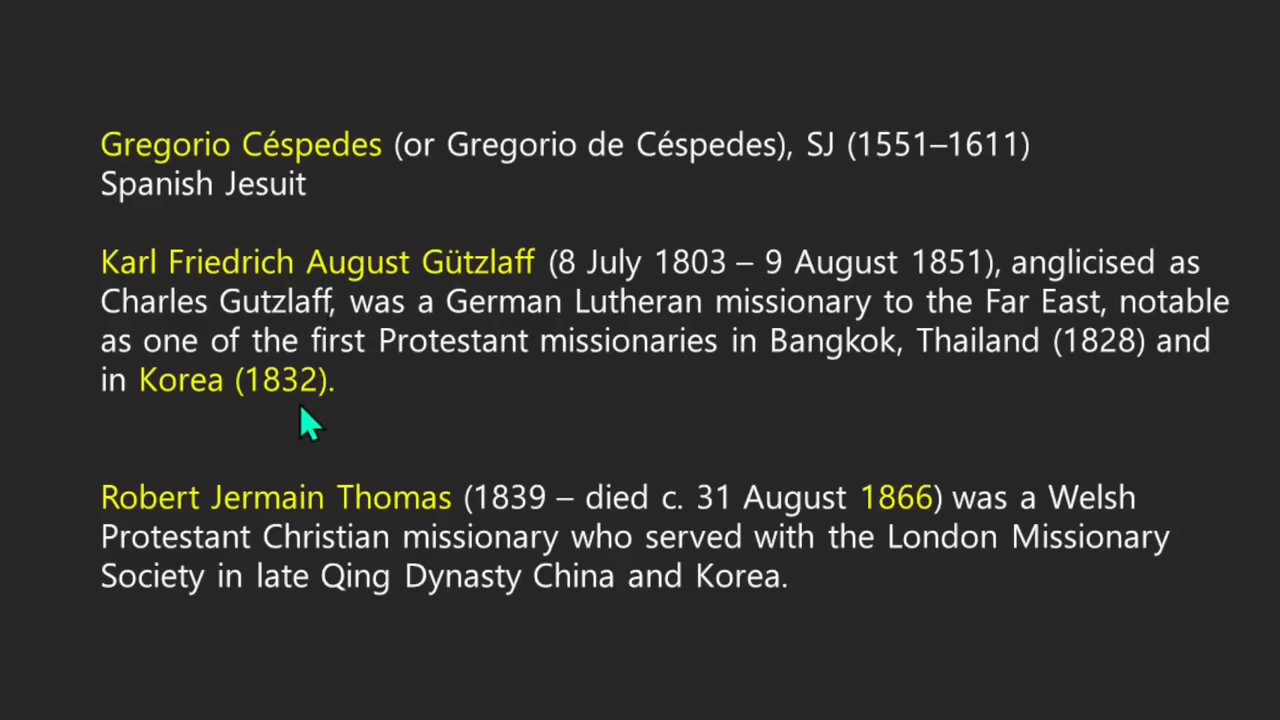 Gregorio Céspedes (or Gregorio de Céspedes), SJ (1551–1611)
Spanish Jesuit
Karl Friedrich August Gützlaff (8 July 1803 – 9 August 1851), anglicised as
Charles Gutzlaff, was a German Lutheran missionary to the Far East, notable
as one of the first Protestant missionaries in Bangkok, Thailand (1828) and
in Korea (1832).
Robert Jermain Thomas (1839 – died c. 31 August 1866) was a Welsh
Protestant Christian missionary who served with the London Missionary
Society in late Qing Dynasty China and Korea.